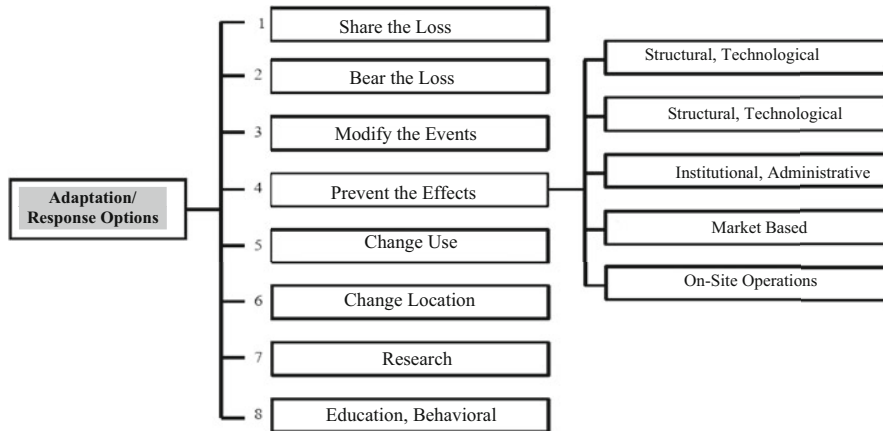 Adaptation/
Response Options
1 Share the Loss
2 Bear the Loss
3 Modify the Events
4 Prevent the Effects
5 Change Use
6 Change Location
7 Research
8 Education, Behavioral
Structural, Technological
Structural, Technological
Institutional, Administrative
Market Based
On-Site Operations